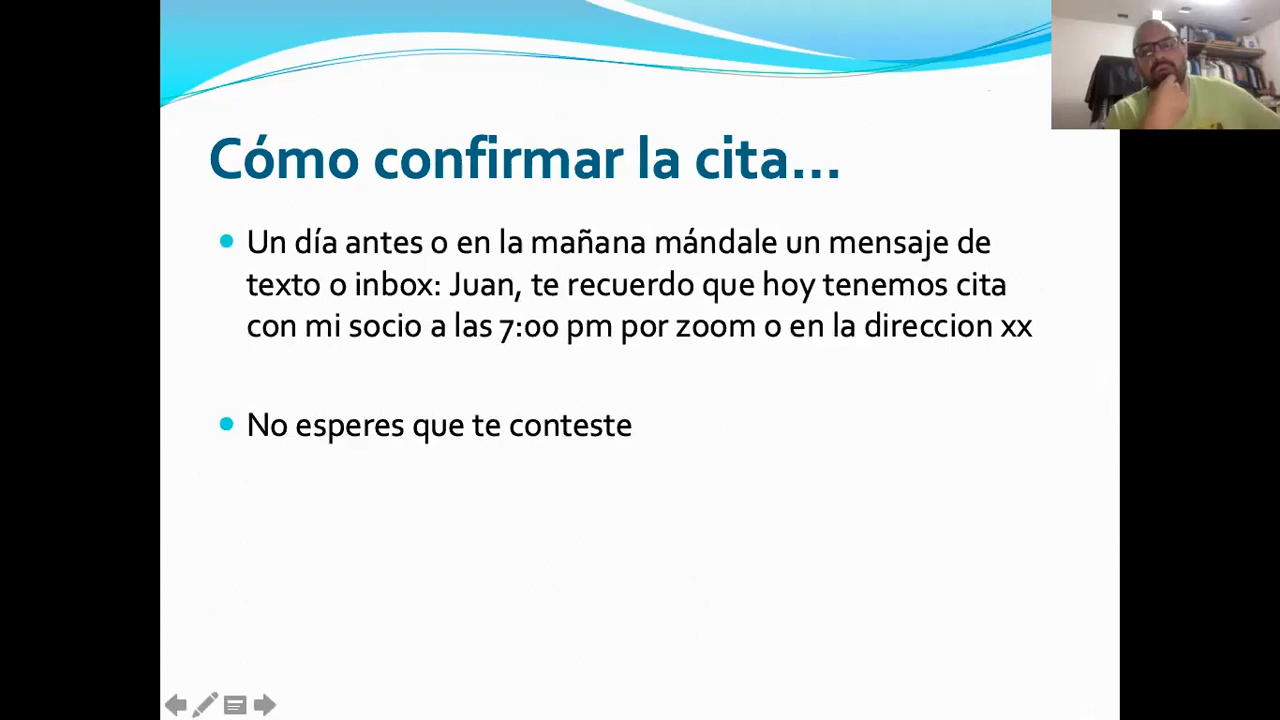 Cómo confirmar la cita...
Un día antes o en la mañana mándale un mensaje de
texto o inbox: Juan, te recuerdo que hoy tenemos cita
con mi socio a las 7:00 pm por zoom o en la direccion xx
No esperes que te conteste